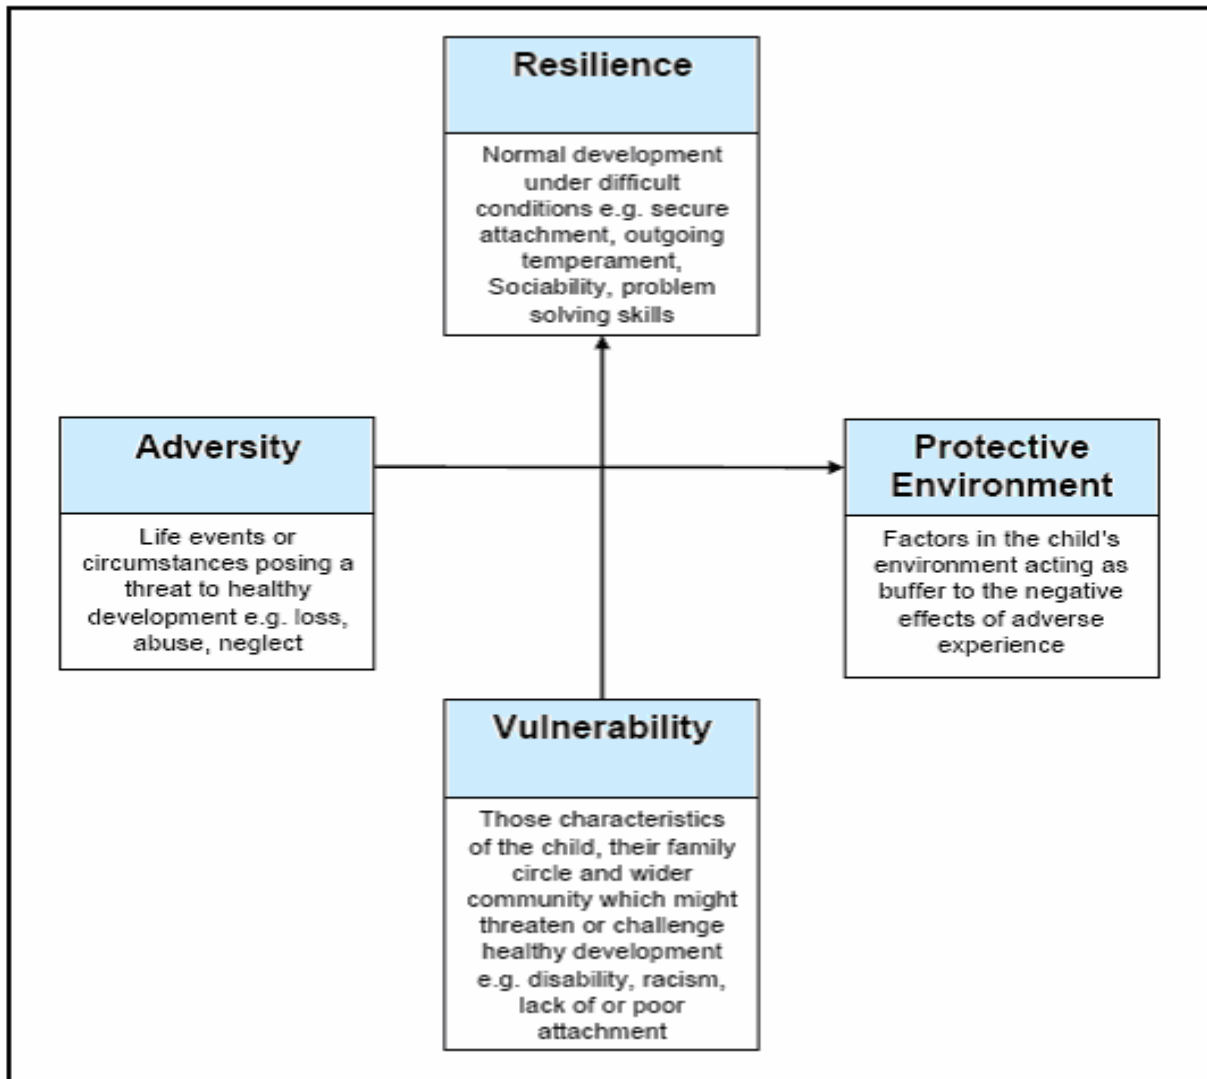 Resilience
Normal development
under difficult
conditions e.g. secure
attachment, outgoing
temperament,
Sociability, problem
solving skills
Adversity
Life events or
circumstances posing a
threat to healthy
development e.g. loss,
abuse, neglect
Protective
Environment
Factors in the child's
environment acting as
buffer to the negative
effects of adverse
experience
Vulnerability
Those characteristics
of the child, their family
circle and wider
community which might
threaten or challenge
healthy development
e.g. disability, racism,
lack of or poor
attachment